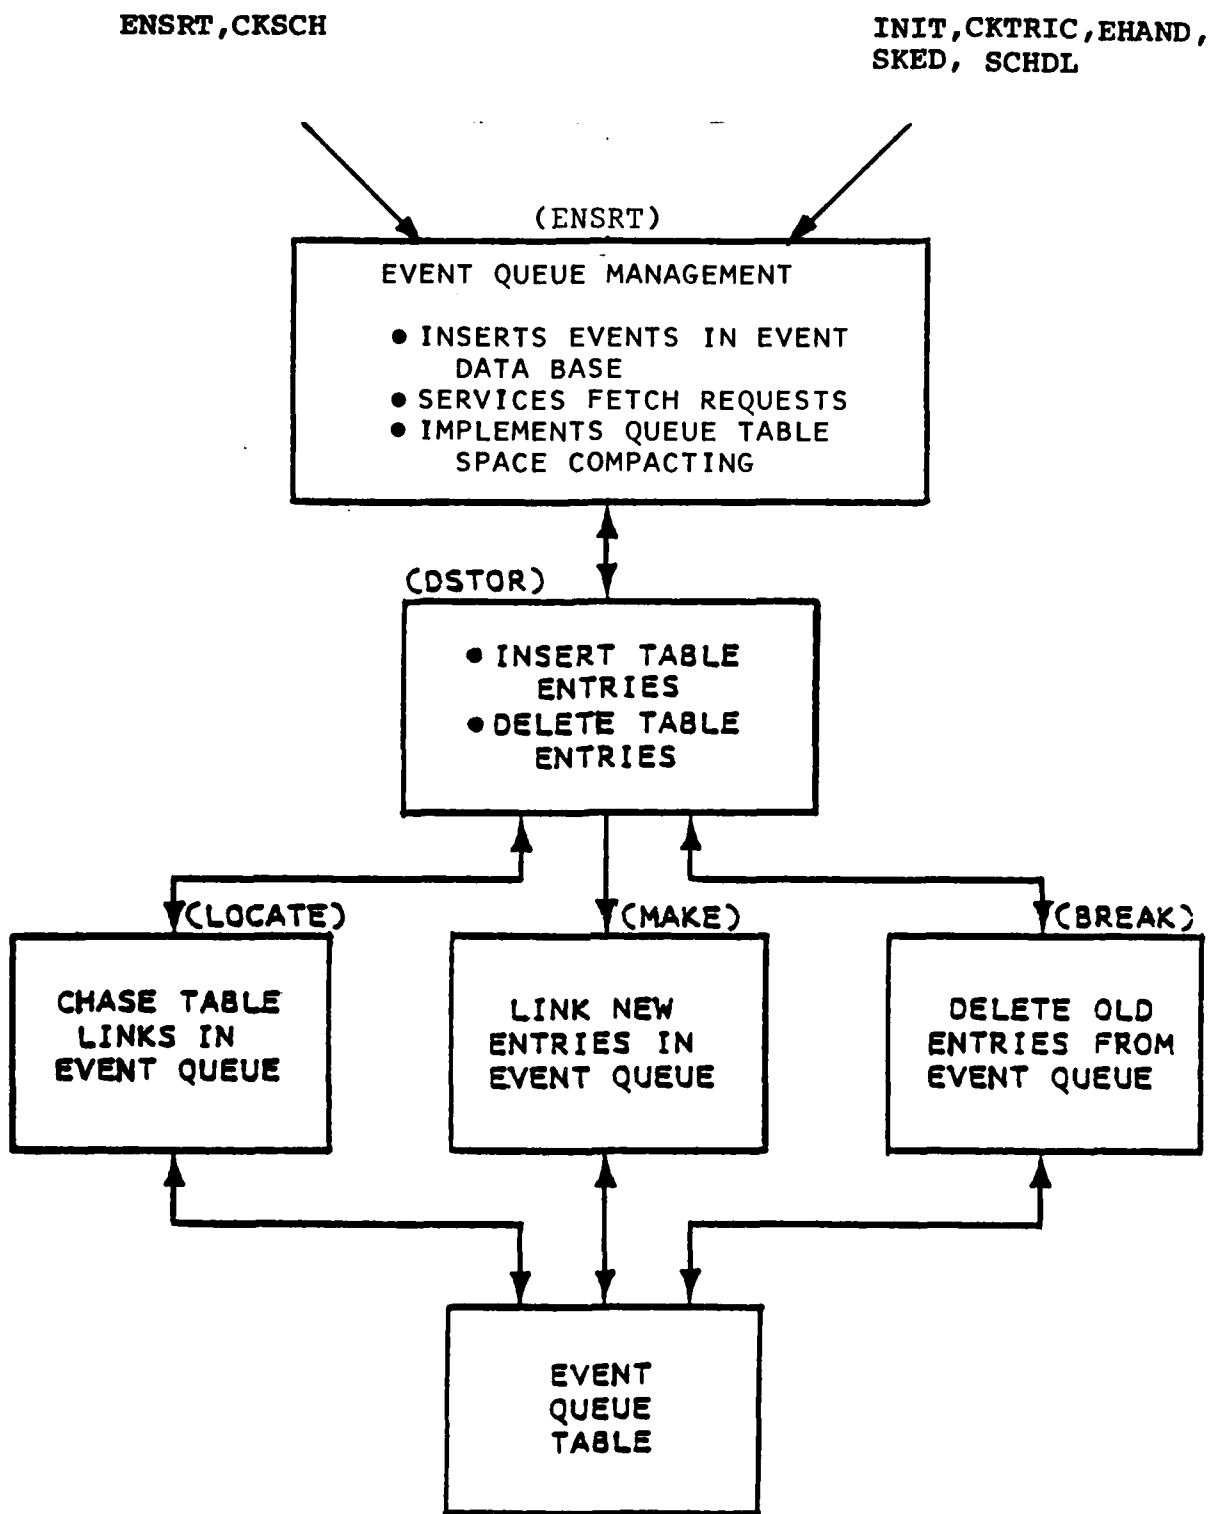 ENSRT,CKSCH
INIT,CKTRIC,EHAND,
SKED, SCHDL
(ENSRT)
EVENT QUEUE MANAGEMENT
● INSERTS EVENTS IN EVENT
DATA BASE
● SERVICES FETCH REQUESTS
● IMPLEMENTS QUEUE TABLE
SPACE COMPACTING
(DSTOR)
● INSERT TABLE
ENTRIES
● DELETE TABLE
ENTRIES
(LOCATE)
(MAKE)
(BREAK)
CHASE TABLE
LINKS IN
EVENT QUEUE
LINK NEW
ENTRIES IN
EVENT QUEUE
DELETE OLD
ENTRIES FROM
EVENT QUEUE
EVENT
QUEUE
TABLE